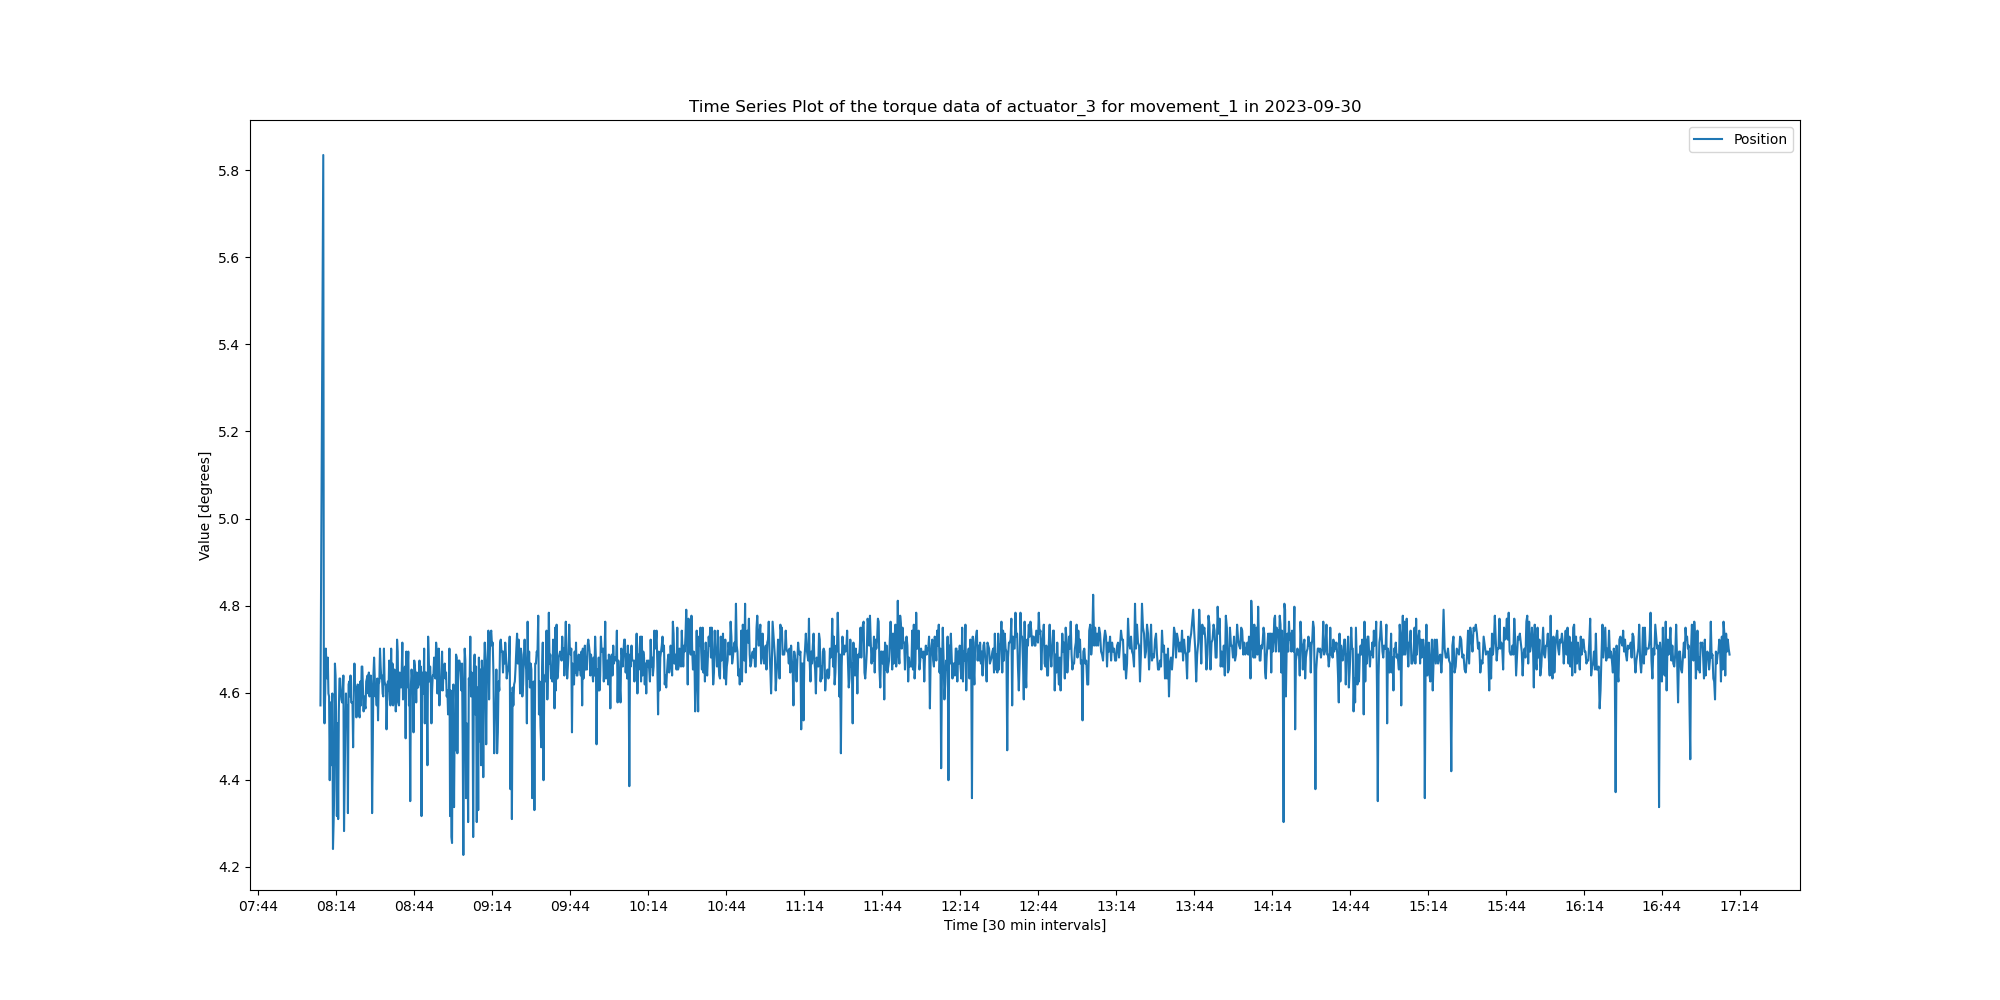 Time Series Plot of the torque data of actuator_3 for movement_1 in 2023-09-30
Position
5.8
5.6
5.4
5.2
5.0
4.8
4.6
4.4
4.2
Value [degrees]
07:44 08:14 08:44 09:14 09:44 10:14 10:44 11:14 11:44 12:14 12:44 13:14 13:44 14:14 14:44 15:14 15:44 16:14 16:44 17:14
Time [30 min intervals]